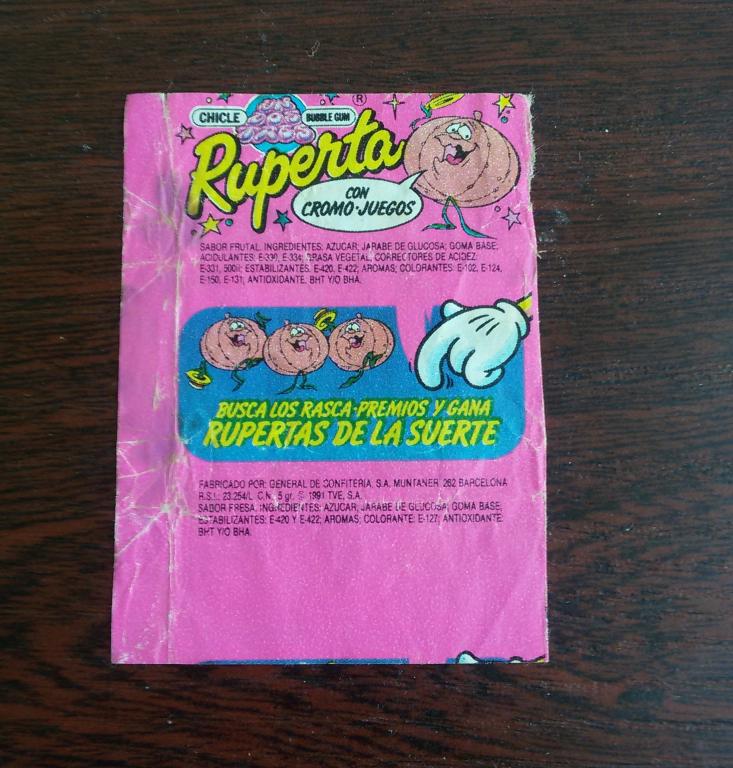 CHICLE
BUBBLE GUM
®
Ruperta
CON
CROMO-JUEGOS
SABOR FRUTAL. INGREDIENTES: AZUCAR; JARABE DE GLUCOSA; GOMA BASE;
ACIDULANTES: E-330, E-334; GRASA VEGETAL; CORRECTORES DE ACIDEZ:
E-331, 500ii; ESTABILIZANTES: E-420, E-422; AROMAS; COLORANTES: E-102, E-124,
E-150, E-131; ANTIOXIDANTE: BHT Y/O BHA.
BUSCA LOS RASCA-PREMIOS Y GANA
RUPERTAS DE LA SUERTE
FABRICADO POR: GENERAL DE CONFITERIA, S.A. MUNTANER, 262 BARCELONA
R.S.I.: 23.254/L C.N.: 5 gr. © 1991 TVE, S.A.
SABOR FRESA. INGREDIENTES: AZUCAR; JARABE DE GLUCOSA; GOMA BASE;
ESTABILIZANTES: E-420 Y E-422; AROMAS; COLORANTE: E-127; ANTIOXIDANTE:
BHT Y/O BHA.